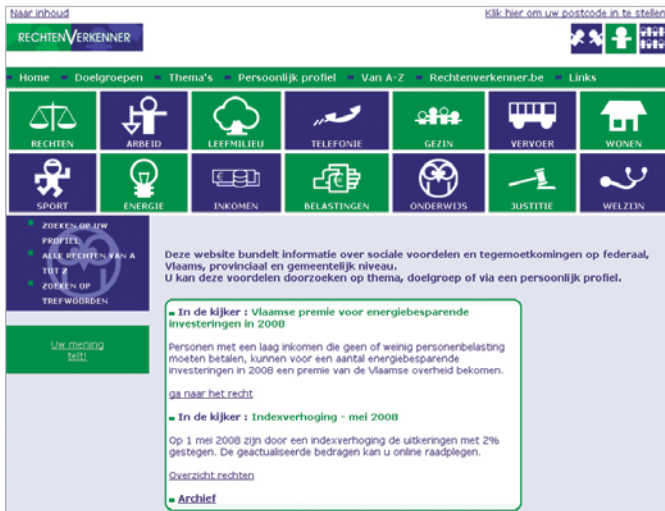 Naar inhoud
Klik hier om uw postcode in te stellen
RECHTENVERKENNER
Home Doelgroepen Thema's Persoonlijk profiel Van A-Z Rechtenverkenner.be Links
RECHTEN ARBEID LEEFMILIEU TELEFONIE GEZIN VERVOER WONEN
SPORT ENERGIE INKOMEN BELASTINGEN ONDERWIJS JUSTITIE WELZIJN
ZOEKEN OP UW
PROFIEL
ALLE RECHTEN VAN A
TOT Z
ZOEKEN OP
TREFWOORDEN
Uw mening
telt!
Deze website bundelt informatie over sociale voordelen en tegemoetkomingen op federaal,
Vlaams, provinciaal en gemeentelijk niveau.
U kan deze voordelen doorzoeken op thema, doelgroep of via een persoonlijk profiel.
In de kijker : Vlaamse premie voor energiebesparende
investeringen in 2008
Personen met een laag inkomen die geen of weinig personenbelasting
moeten betalen, kunnen voor een aantal energiebesparende
investeringen in 2008 een premie van de Vlaamse overheid bekomen.
ga naar het recht
In de kijker : Indexverhoging - mei 2008
Op 1 mei 2008 zijn door een indexverhoging de uitkeringen met 2%
gestegen. De geactualiseerde bedragen kan u online raadplegen.
Overzicht rechten
Archief